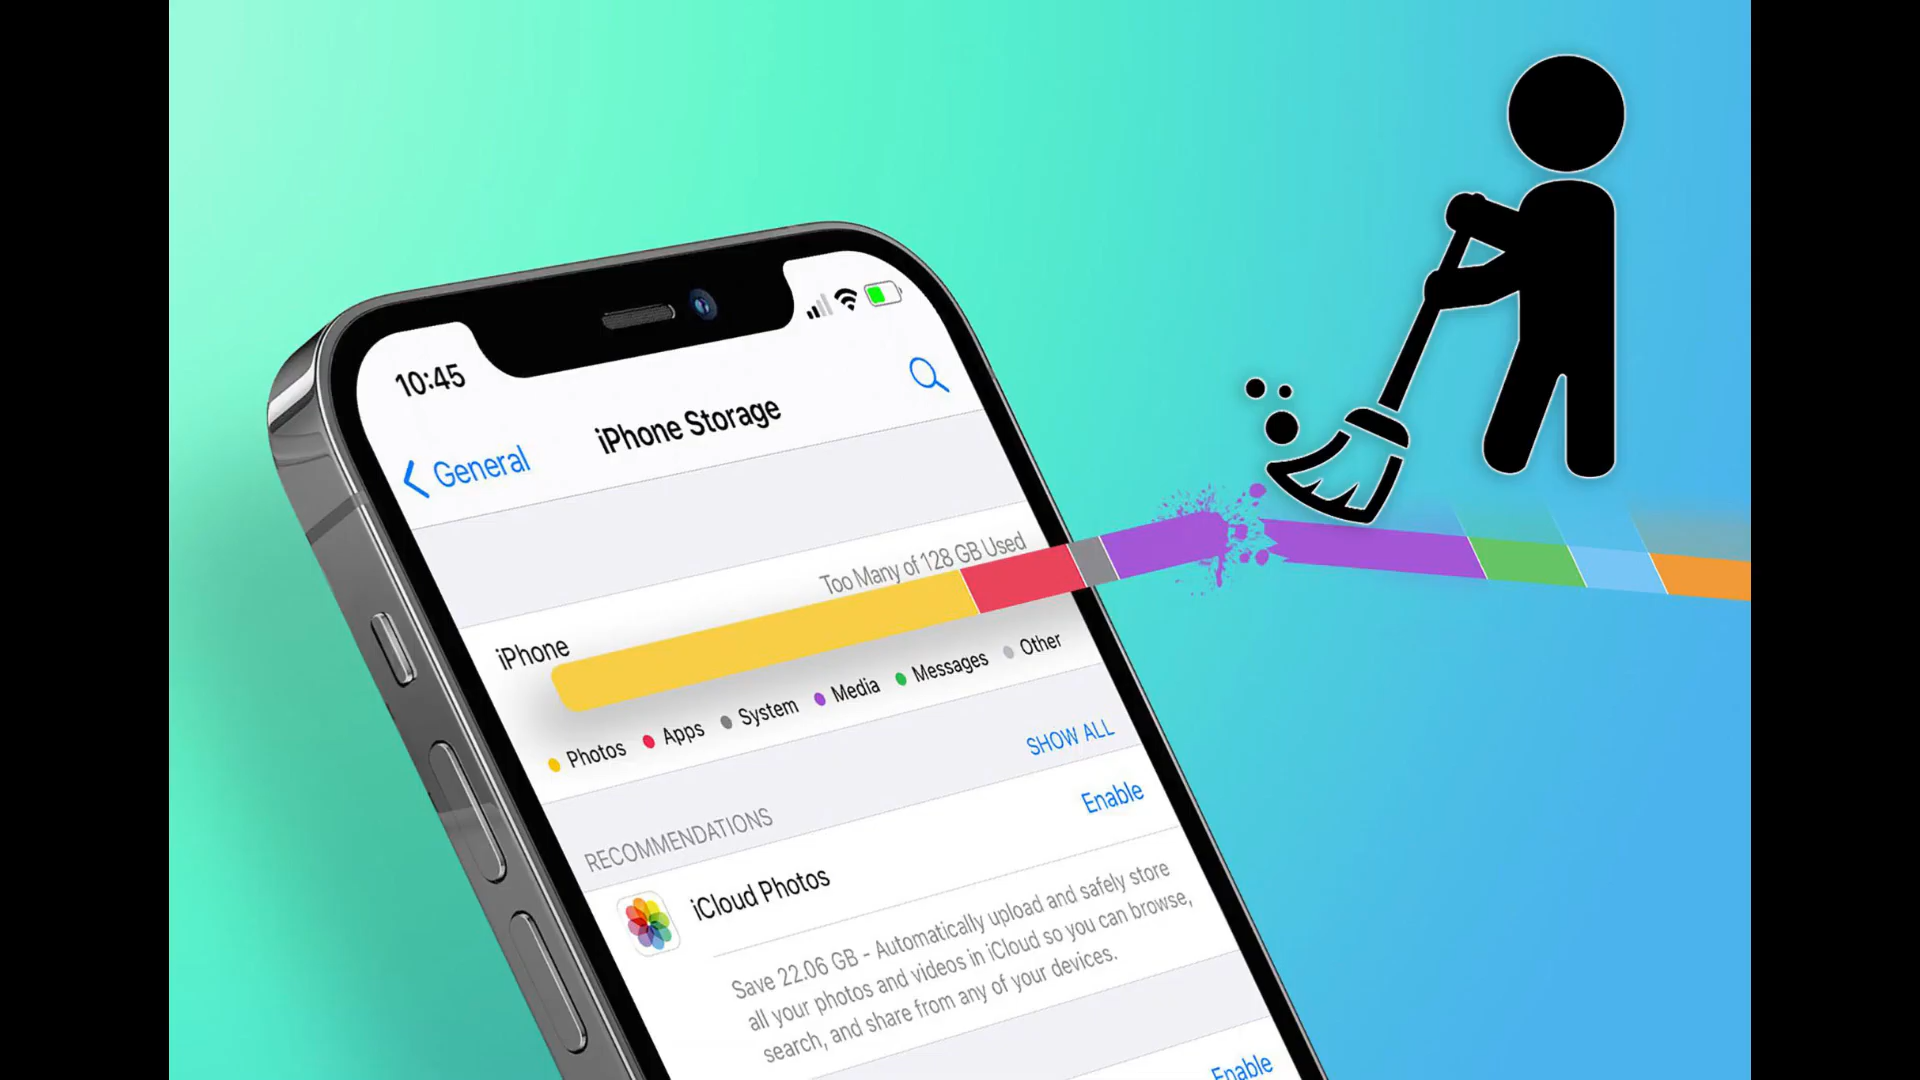 10:45
General
iPhone Storage
iPhone
Too Many of 128 GB Used
Photos
Apps
System
Media
Messages
Other
SHOW ALL
RECOMMENDATIONS
Enable
iCloud Photos
Save 22.06 GB - Automatically upload and safely store
all your photos and videos in iCloud so you can browse,
search, and share from any of your devices.
Enable